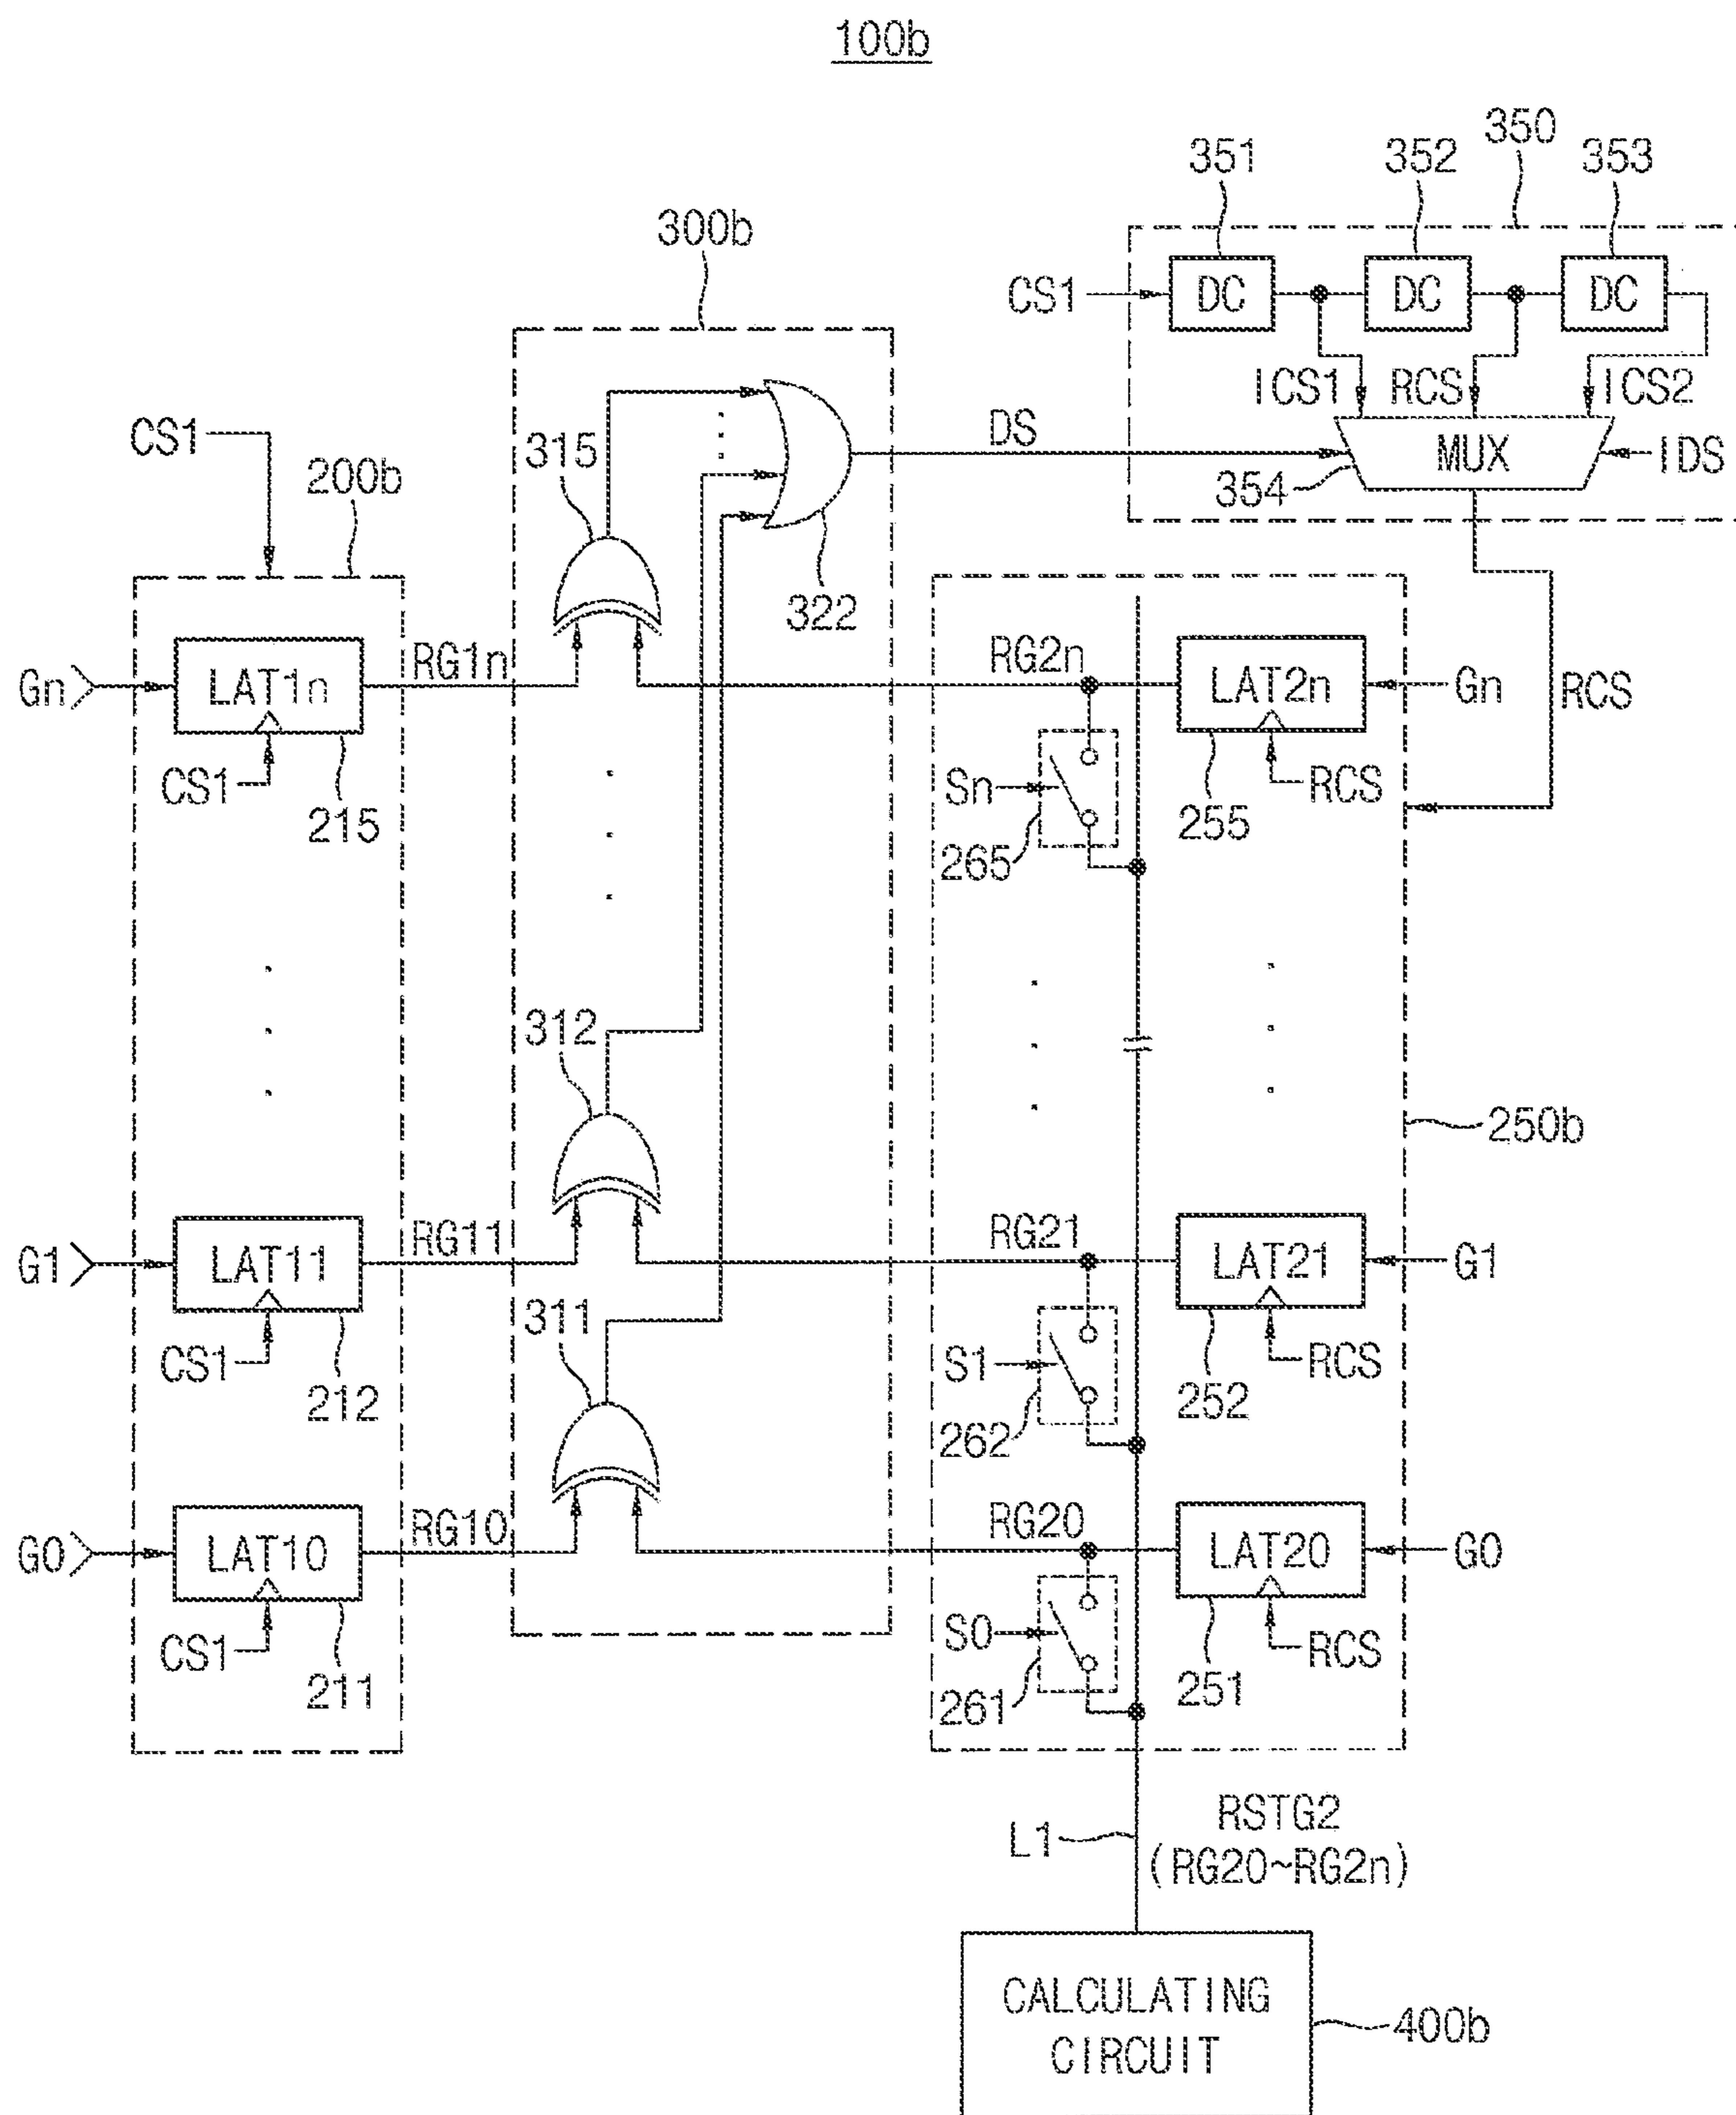 100b
350
351
352
353
300b
CS1
DC
DC
DC
ICS1
RCS
ICS2
CS1
DS
MUX
IDS
315
354
200b
322
RG1n
RG2n
Gn
LAT1n
LAT2n
Gn
RCS
CS1
Sn
RCS
215
265
255
312
250b
RG11
RG21
G1
LAT11
LAT21
G1
311
CS1
S1
RCS
212
262
252
RG10
RG20
G0
LAT10
LAT20
G0
CS1
S0
RCS
211
261
251
L1
RSTG2
(RG20~RG2n)
CALCULATING
CIRCUIT
400b